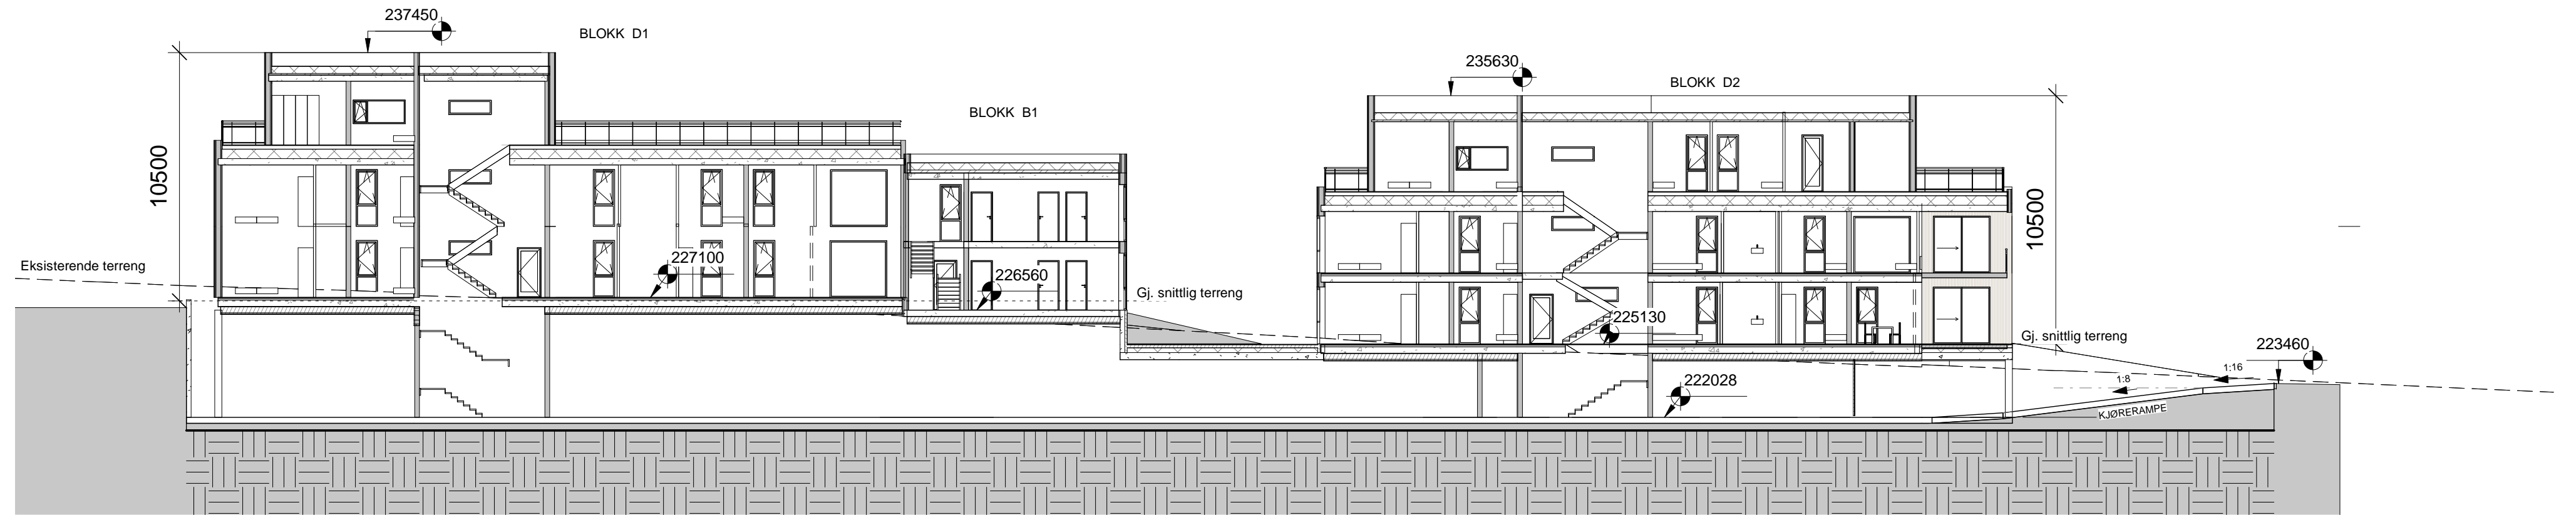 237450
BLOKK D1
235630
BLOKK D2
BLOKK B1
10500
10500
227100
Eksisterende terreng
226560
Gj. snittlig terreng
225130
Gj. snittlig terreng
223460
1:16
222028
1:8
KJØRERAMPE